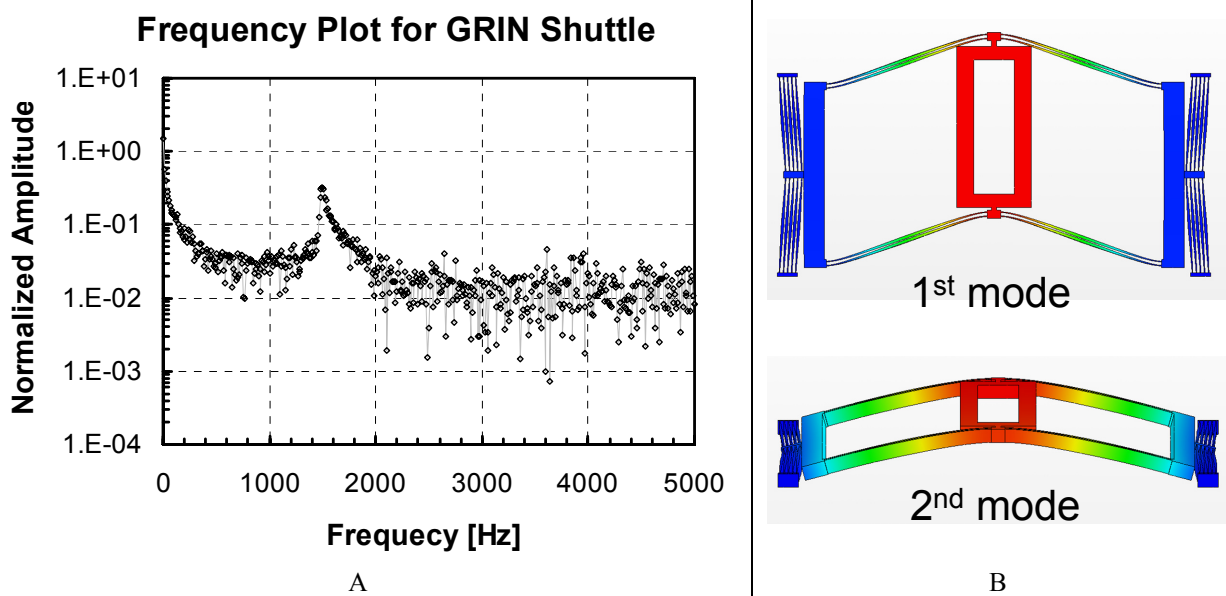 Frequency Plot for GRIN Shuttle
1.E+01
1.E+00
1.E-01
1.E-02
1.E-03
1.E-04
Normalized Amplitude
0 1000 2000 3000 4000 5000
Frequecy [Hz]
A
1st mode
2nd mode
B